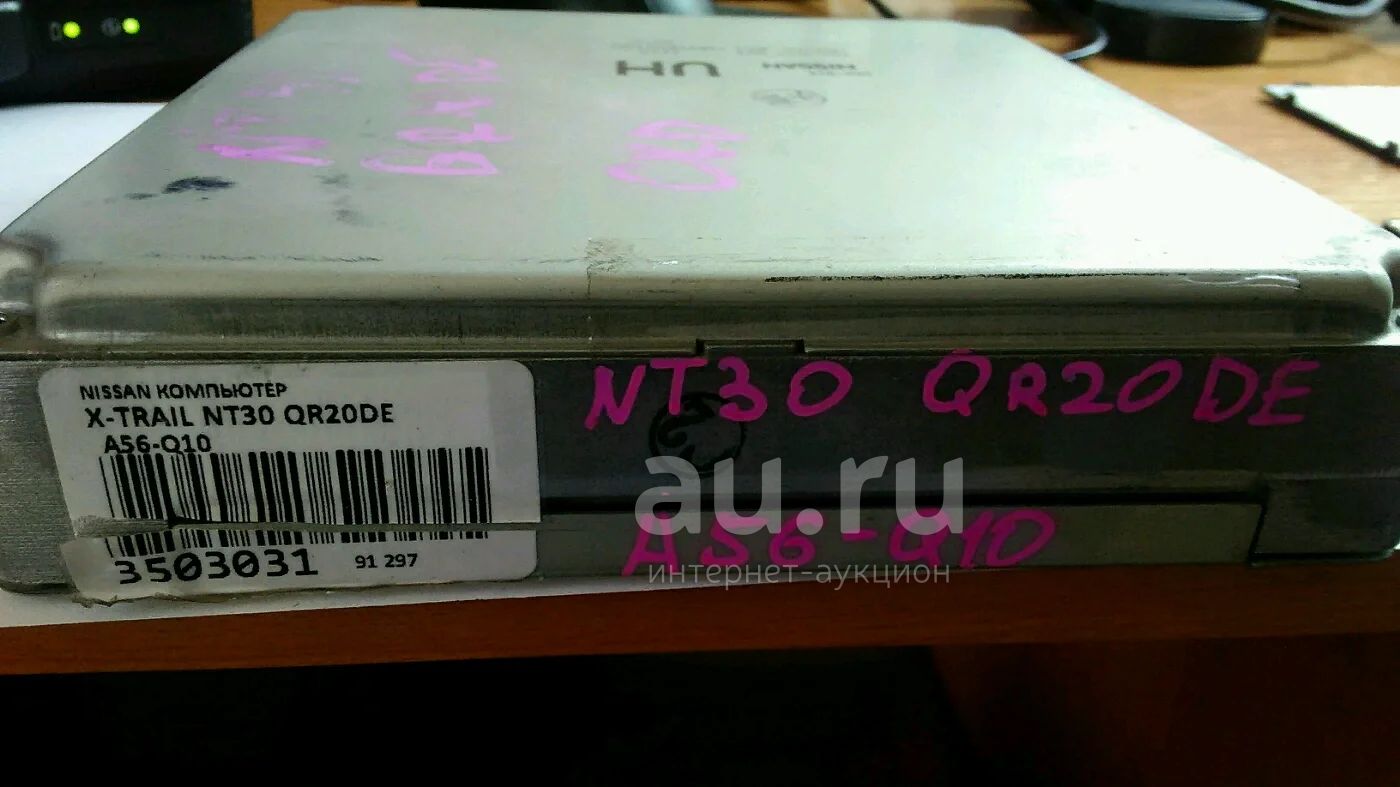 UH
NISSAN
NISSAN КОМПЬЮТЕР
X-TRAIL NT30 QR20DE
A56-Q10
3503031
91 297
NT30 QR20DE
A56-Q10
au.ru
интернет-аукцион